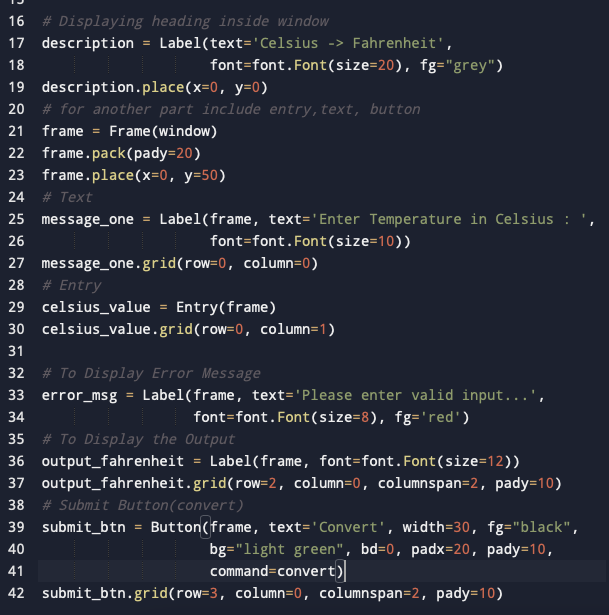 16 # Displaying heading inside window
17 description = Label(text='Celsius -> Fahrenheit',
18                     font=font.Font(size=20), fg="grey")
19 description.place(x=0, y=0)
20 # for another part include entry,text, button
21 frame = Frame(window)
22 frame.pack(pady=20)
23 frame.place(x=0, y=50)
24 # Text
25 message_one = Label(frame, text='Enter Temperature in Celsius : ',
26                     font=font.Font(size=10))
27 message_one.grid(row=0, column=0)
28 # Entry
29 celsius_value = Entry(frame)
30 celsius_value.grid(row=0, column=1)
31
32 # To Display Error Message
33 error_msg = Label(frame, text='Please enter valid input...',
34                   font=font.Font(size=8), fg='red')
35 # To Display the Output
36 output_fahrenheit = Label(frame, font=font.Font(size=12))
37 output_fahrenheit.grid(row=2, column=0, columnspan=2, pady=10)
38 # Submit Button(convert)
39 submit_btn = Button(frame, text='Convert', width=30, fg="black",
40                     bg="light green", bd=0, padx=20, pady=10,
41                     command=convert)
42 submit_btn.grid(row=3, column=0, columnspan=2, pady=10)